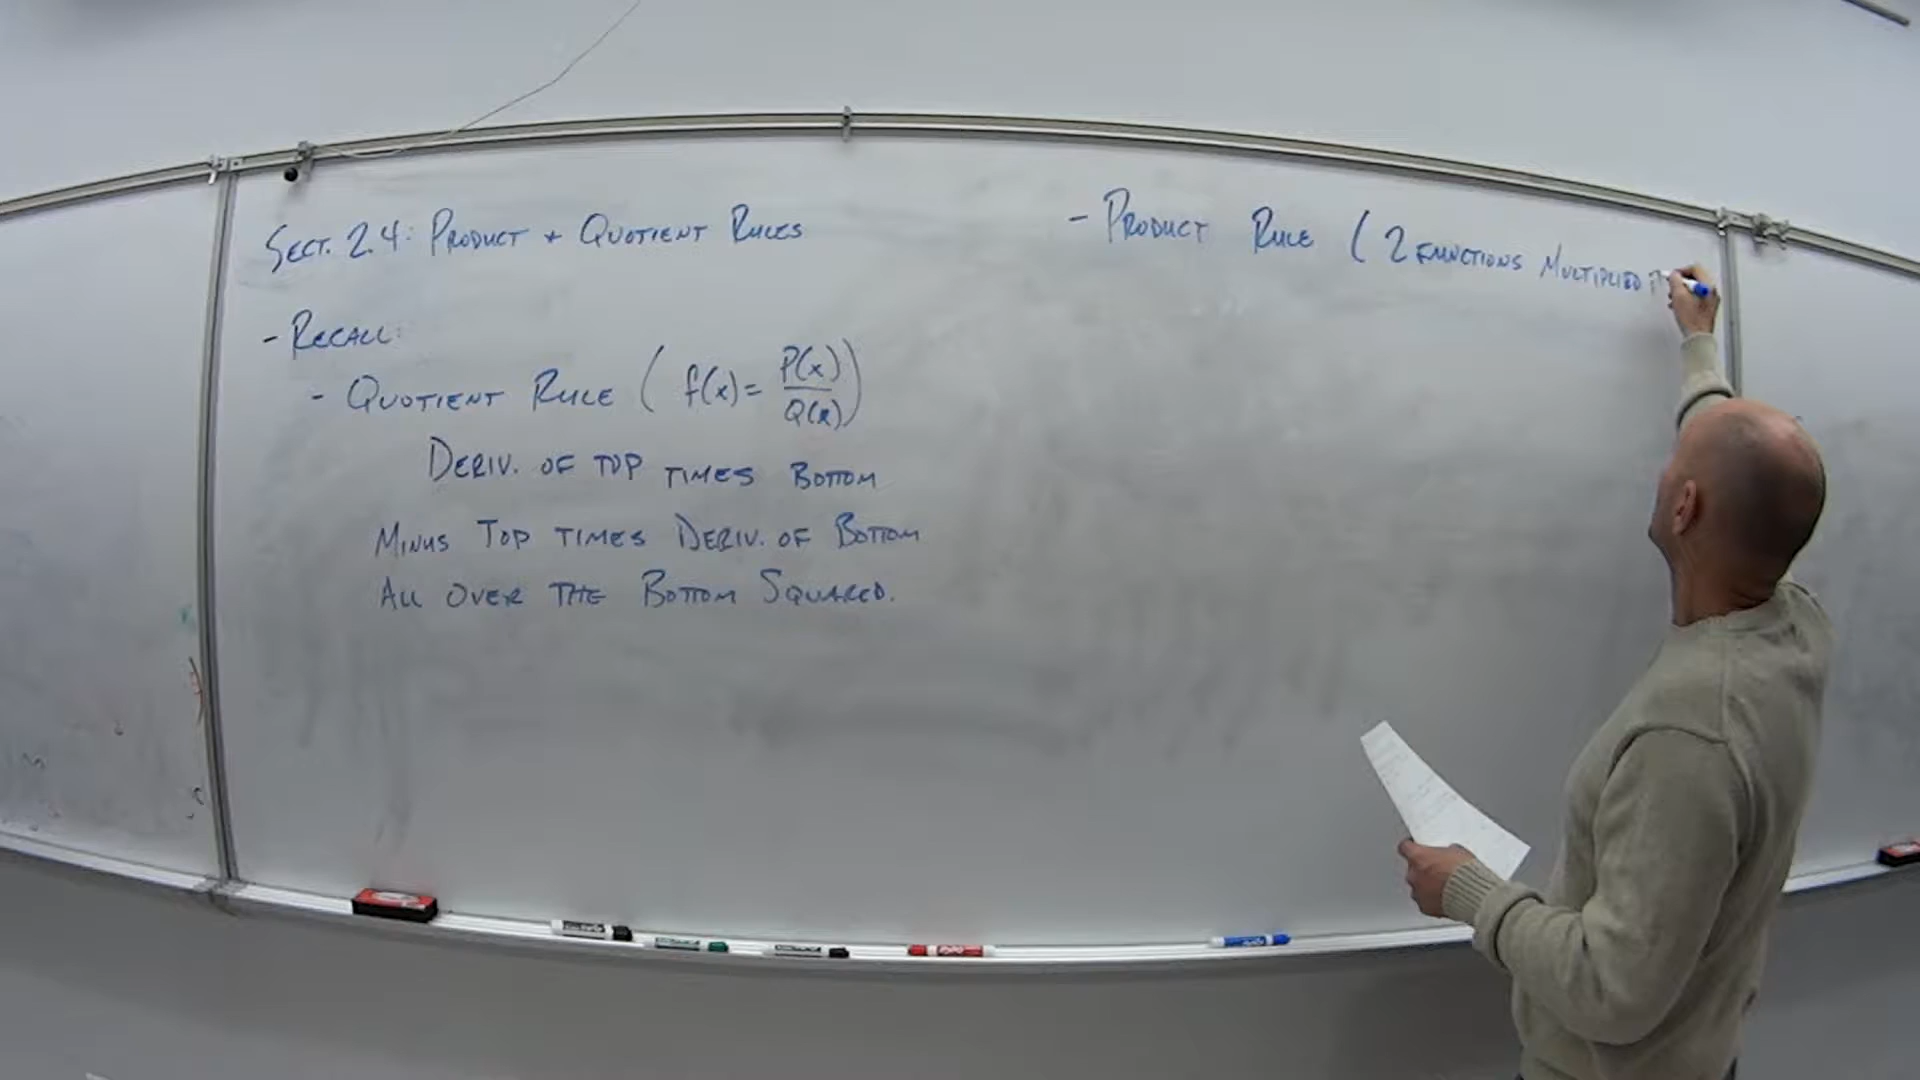 SECT. 2.4: PRODUCT + QUOTIENT RULES
- RECALL:
- QUOTIENT RULE ( f(x) = P(x)/Q(x) )
DERIV. OF TOP TIMES BOTTOM
MINUS TOP TIMES DERIV. OF BOTTOM
ALL OVER THE BOTTOM SQUARED.
- PRODUCT RULE ( 2 FUNCTIONS MULTIPLIED